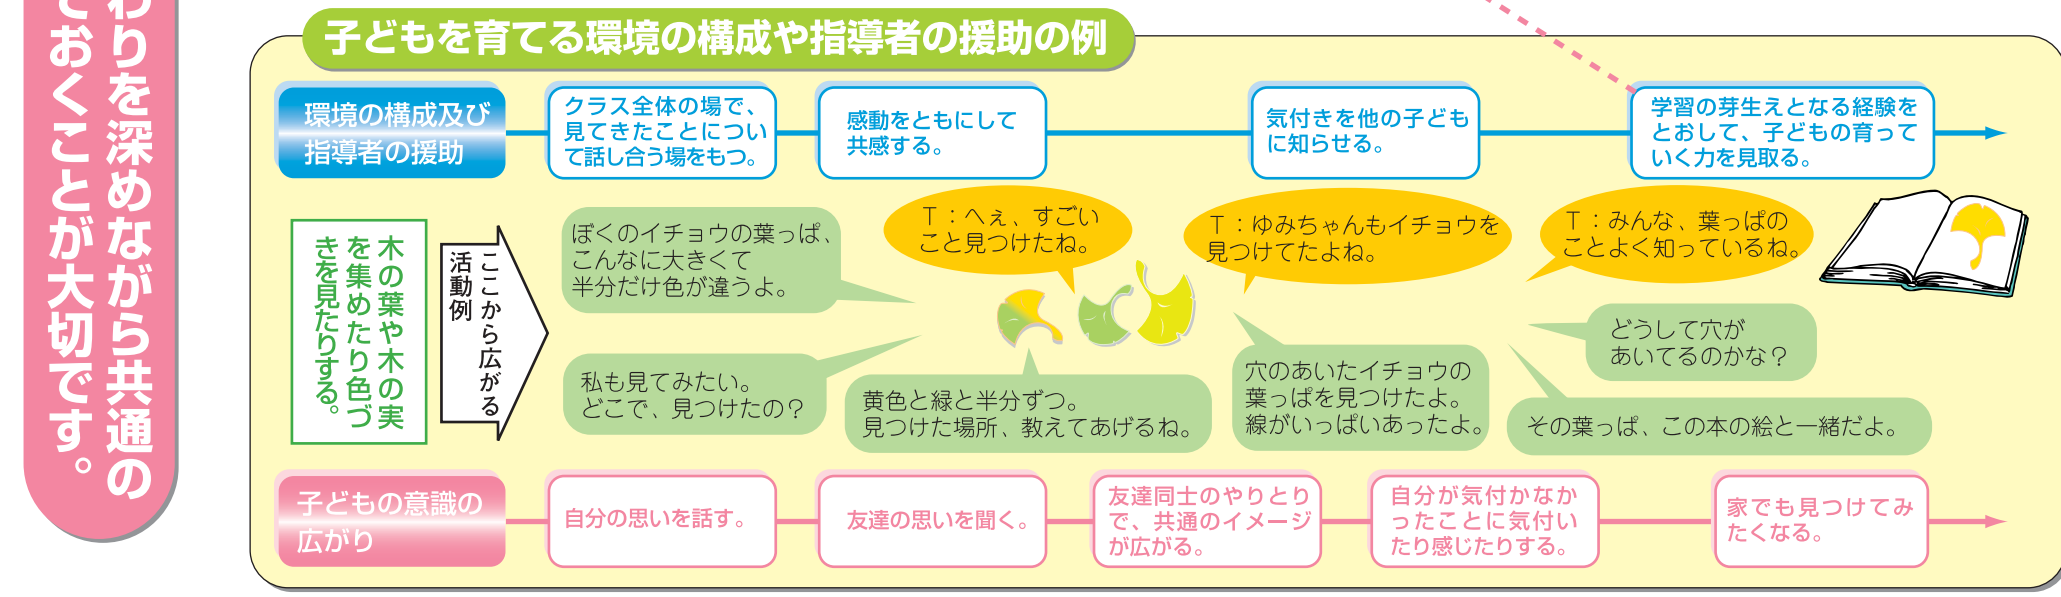 わりを深めながら共通の
ておくことが大切です。
子どもを育てる環境の構成や指導者の援助の例
環境の構成及び
指導者の援助
クラス全体の場で、
見てきたことについ
て話し合う場をもつ。
感動をともにして
共感する。
気付きを他の子ども
に知らせる。
学習の芽生えとなる経験を
とおして、子どもの育って
いく力を見取る。
木の葉や木の実
を集めたり色づ
きを見たりする。
ここから広がる
活動例
ぼくのイチョウの葉っぱ、
こんなに大きくて
半分だけ色が違うよ。
T：へぇ、すごい
こと見つけたね。
T：ゆみちゃんもイチョウを
見つけてたよね。
T：みんな、葉っぱの
ことよく知っているね。
私も見てみたい。
どこで、見つけたの？
黄色と緑と半分ずつ。
見つけた場所、教えてあげるね。
穴のあいたイチョウの
葉っぱを見つけたよ。
線がいっぱいあったよ。
どうして穴が
あいてるのかな？
その葉っぱ、この本の絵と一緒だよ。
子どもの意識の
広がり
自分の思いを話す。
友達の思いを聞く。
友達同士のやりとり
で、共通のイメージ
が広がる。
自分が気付かなか
ったことに気付い
たり感じたりする。
家でも見つけてみ
たくなる。